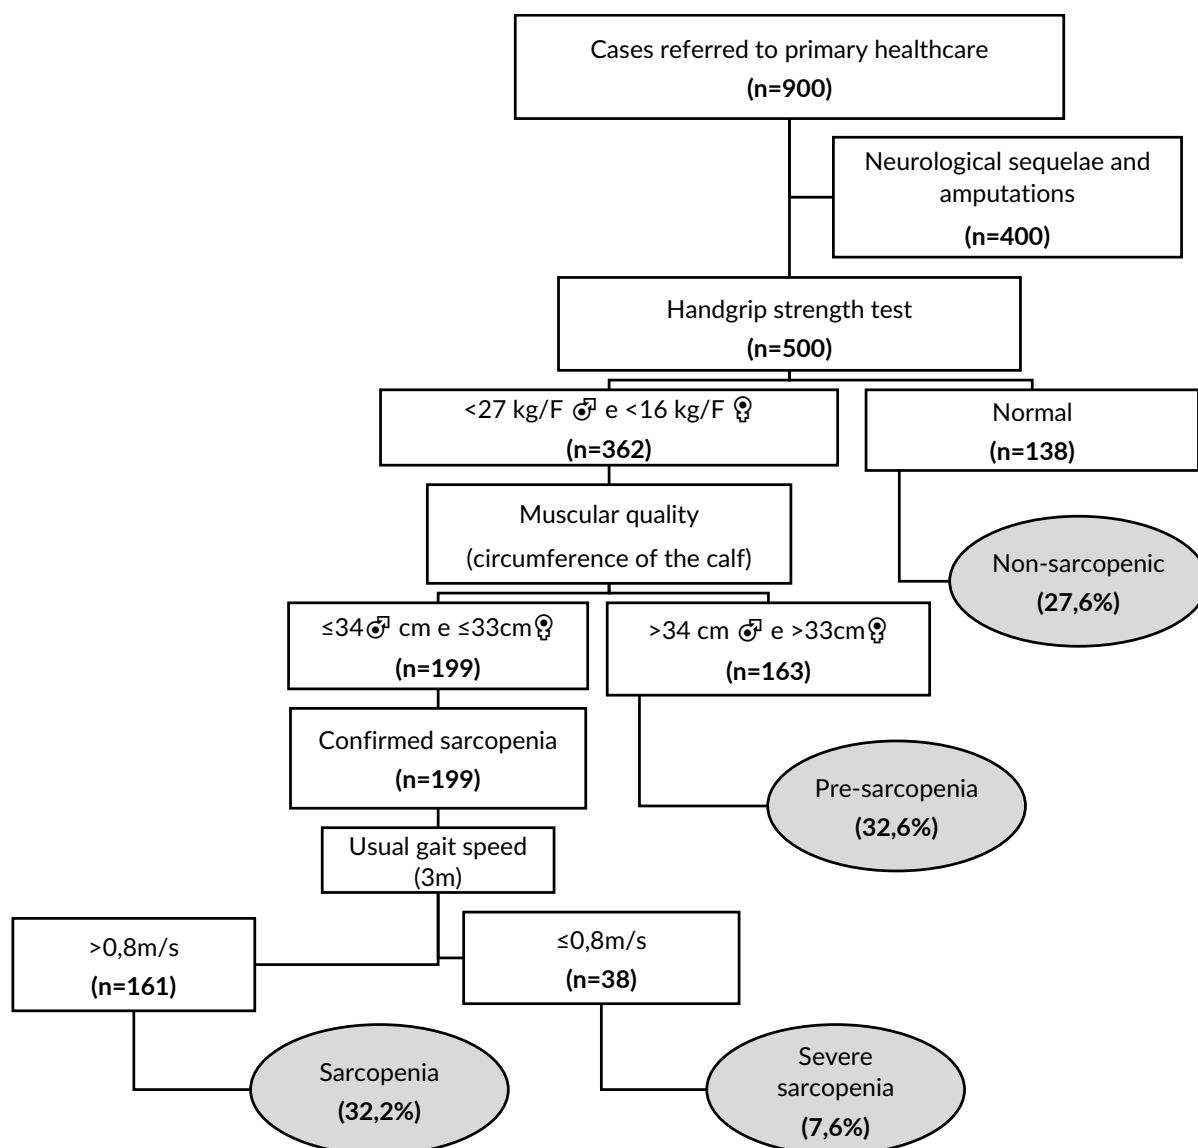 Cases referred to primary healthcare
(n=900)
Neurological sequelae and
amputations
(n=400)
Handgrip strength test
(n=500)
<27 kg/F ♂ e <16 kg/F ♀
(n=362)
Normal
(n=138)
Muscular quality
(circumference of the calf)
Non-sarcopenic
(27,6%)
≤34♂ cm e ≤33cm♀
(n=199)
>34 cm ♂ e >33cm♀
(n=163)
Confirmed sarcopenia
(n=199)
Pre-sarcopenia
(32,6%)
Usual gait speed
(3m)
>0,8m/s
(n=161)
≤0,8m/s
(n=38)
Sarcopenia
(32,2%)
Severe
sarcopenia
(7,6%)